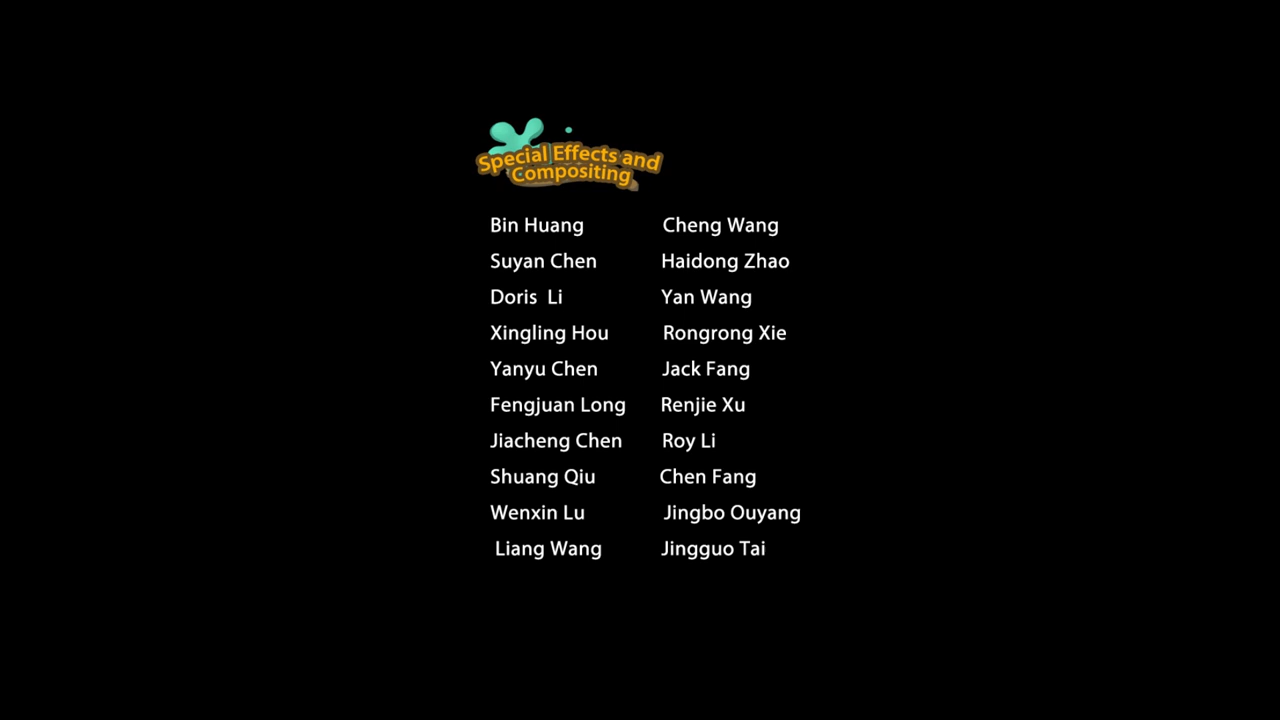 Special Effects and
Compositing
Bin Huang Cheng Wang
Suyan Chen Haidong Zhao
Doris Li Yan Wang
Xingling Hou Rongrong Xie
Yanyu Chen Jack Fang
Fengjuan Long Renjie Xu
Jiacheng Chen Roy Li
Shuang Qiu Chen Fang
Wenxin Lu Jingbo Ouyang
Liang Wang Jingguo Tai